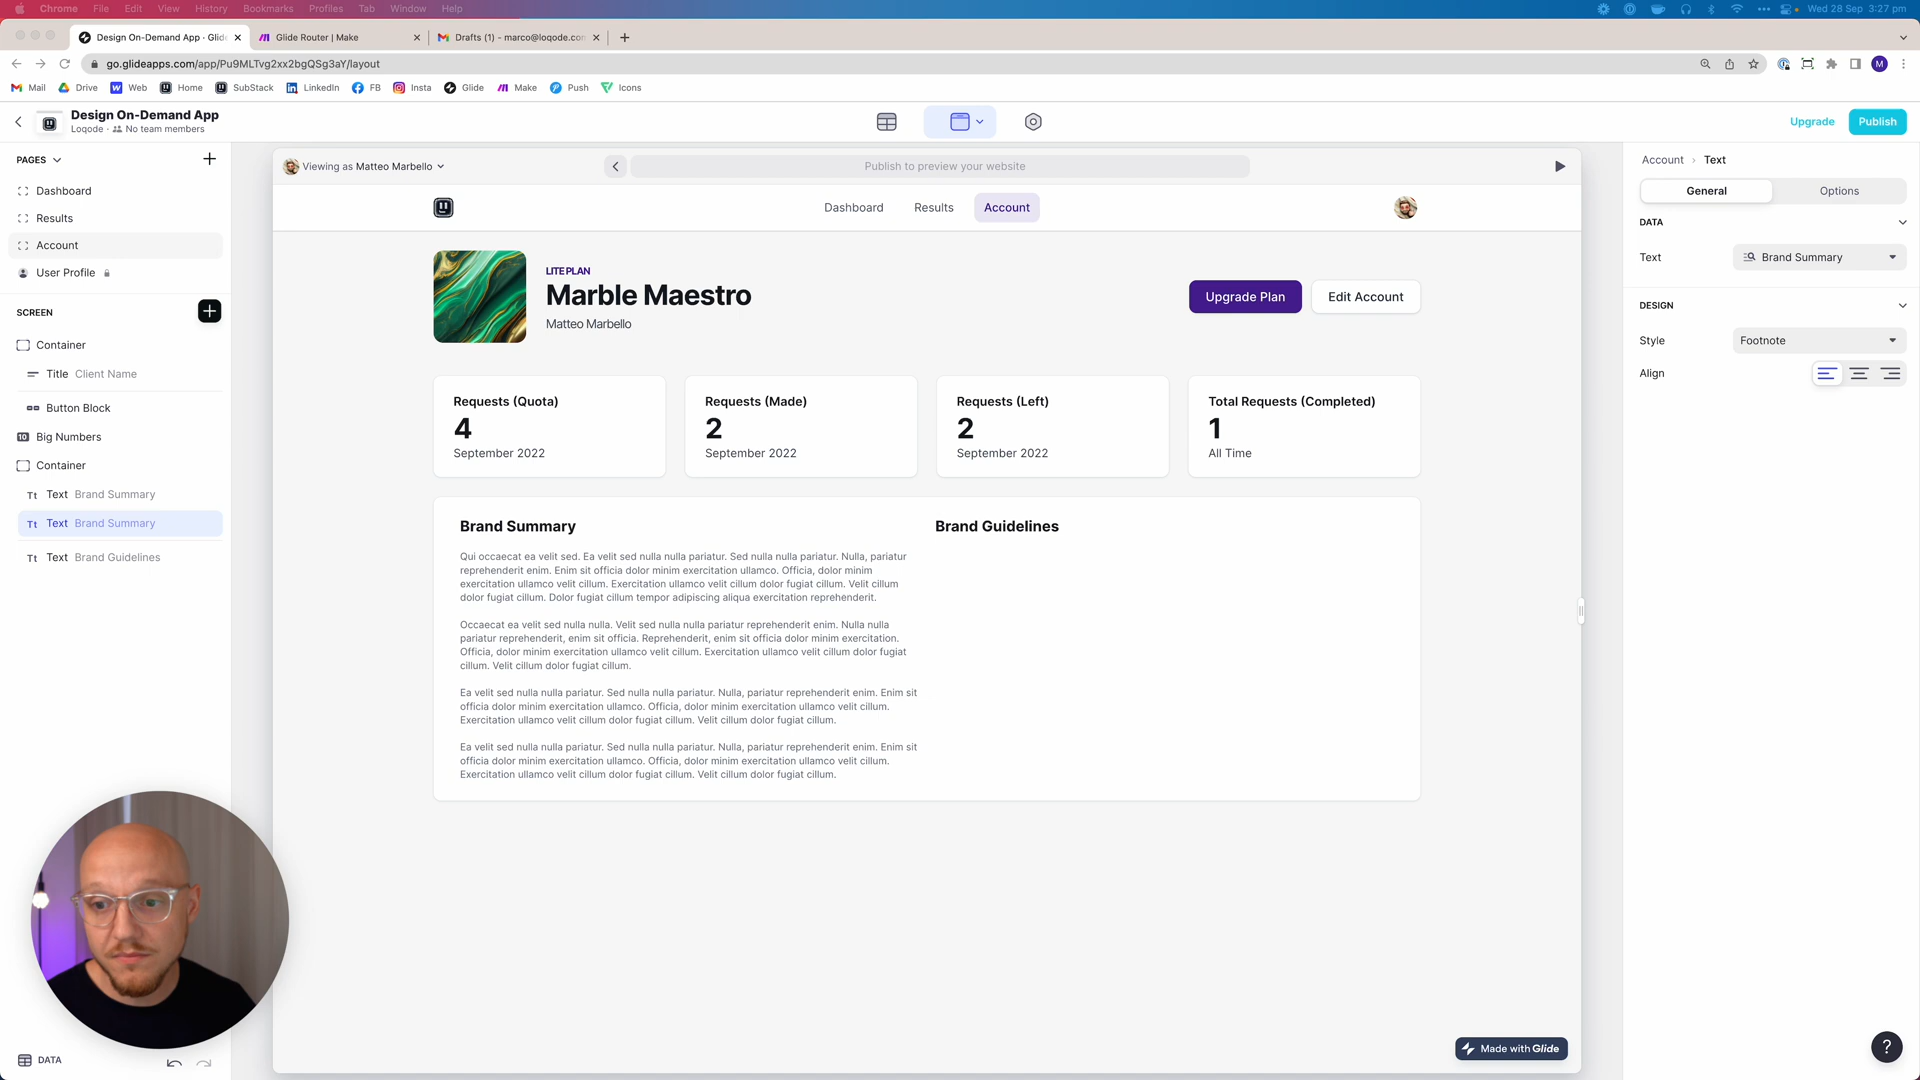 Chrome File Edit View History Bookmarks Profiles Tab Window Help Wed 28 Sep 3:27 pm
Design On-Demand App · Glid Glide Router | Make Drafts (1) - marco@loqode.com
go.glideapps.com/app/Pu9MLTvg2xx2bgQSg3aY/layout M
Mail Drive Web Home SubStack LinkedIn FB Insta Glide Make Push Icons
Design On-Demand App
Loqode · No team members
Upgrade Publish
PAGES
Dashboard
Results
Account
User Profile
SCREEN
Container
Title Client Name
Button Block
Big Numbers
Container
Text Brand Summary
Text Brand Summary
Text Brand Guidelines
DATA
Viewing as Matteo Marbello
Publish to preview your website
Dashboard Results Account
LITE PLAN
Marble Maestro
Matteo Marbello
Upgrade Plan Edit Account
Requests (Quota)
4
September 2022
Requests (Made)
2
September 2022
Requests (Left)
2
September 2022
Total Requests (Completed)
1
All Time
Brand Summary
Qui occaecat ea velit sed. Ea velit sed nulla nulla pariatur. Sed nulla nulla pariatur. Nulla, pariatur
reprehenderit enim. Enim sit officia dolor minim exercitation ullamco. Officia, dolor minim
exercitation ullamco velit cillum. Exercitation ullamco velit cillum dolor fugiat cillum. Velit cillum
dolor fugiat cillum. Dolor fugiat cillum tempor adipiscing aliqua exercitation reprehenderit.
Occaecat ea velit sed nulla nulla. Velit sed nulla nulla pariatur reprehenderit enim. Nulla nulla
pariatur reprehenderit, enim sit officia. Reprehenderit, enim sit officia dolor minim exercitation.
Officia, dolor minim exercitation ullamco velit cillum. Exercitation ullamco velit cillum dolor fugiat
cillum. Velit cillum dolor fugiat cillum.
Ea velit sed nulla nulla pariatur. Sed nulla nulla pariatur. Nulla, pariatur reprehenderit enim. Enim sit
officia dolor minim exercitation ullamco. Officia, dolor minim exercitation ullamco velit cillum.
Exercitation ullamco velit cillum dolor fugiat cillum. Velit cillum dolor fugiat cillum.
Ea velit sed nulla nulla pariatur. Sed nulla nulla pariatur. Nulla, pariatur reprehenderit enim. Enim sit
officia dolor minim exercitation ullamco. Officia, dolor minim exercitation ullamco velit cillum.
Exercitation ullamco velit cillum dolor fugiat cillum. Velit cillum dolor fugiat cillum.
Brand Guidelines
Made with Glide
Account › Text
General Options
DATA
Text Brand Summary
DESIGN
Style Footnote
Align
?